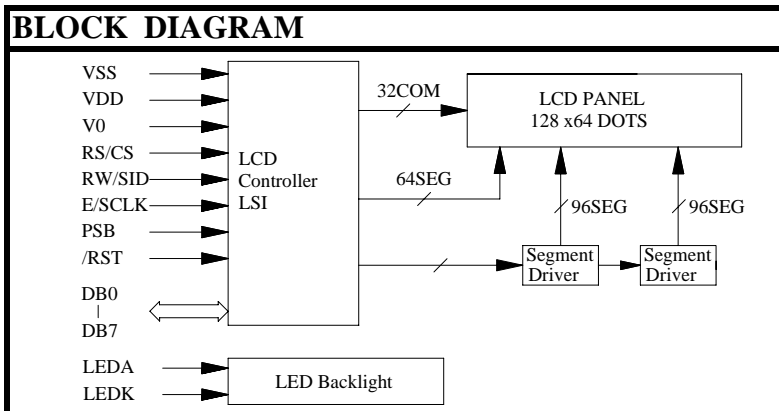 BLOCK DIAGRAM
VSS
VDD
V0
RS/CS
RW/SID
E/SCLK
PSB
/RST
DB0
|
DB7
LEDA
LEDK
LCD
Controller
LSI
32COM
64SEG
LCD PANEL
128 x64 DOTS
96SEG
96SEG
Segment
Driver
Segment
Driver
LED Backlight